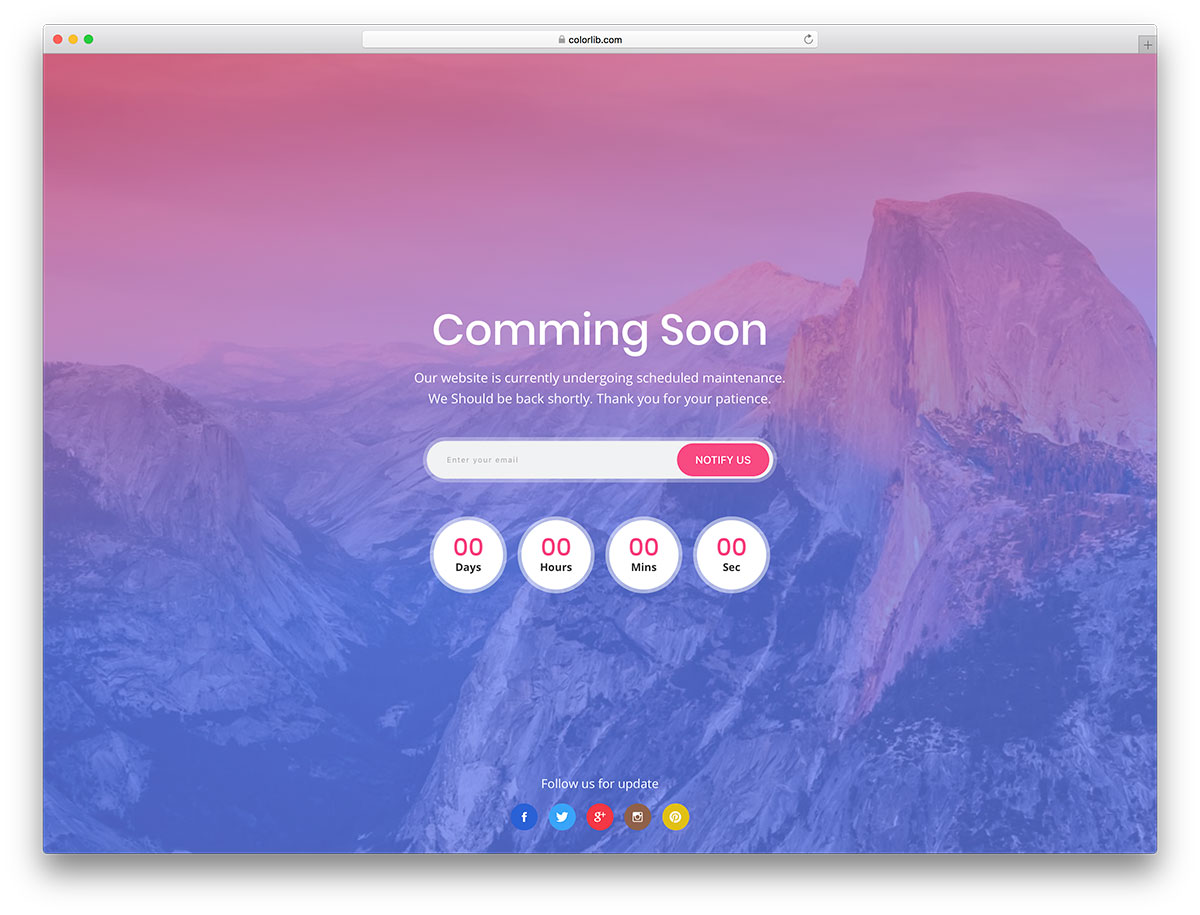 colorlib.com
Comming Soon
Our website is currently undergoing scheduled maintenance.
We Should be back shortly. Thank you for your patience.
Enter your email
NOTIFY US
00
Days
00
Hours
00
Mins
00
Sec
Follow us for update